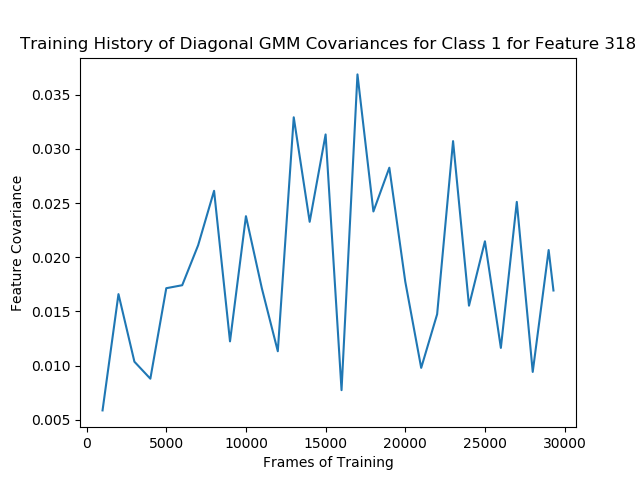 Training History of Diagonal GMM Covariances for Class 1 for Feature 318
0.035
0.030
0.025
0.020
0.015
0.010
0.005
Feature Covariance
0 5000 10000 15000 20000 25000 30000
Frames of Training